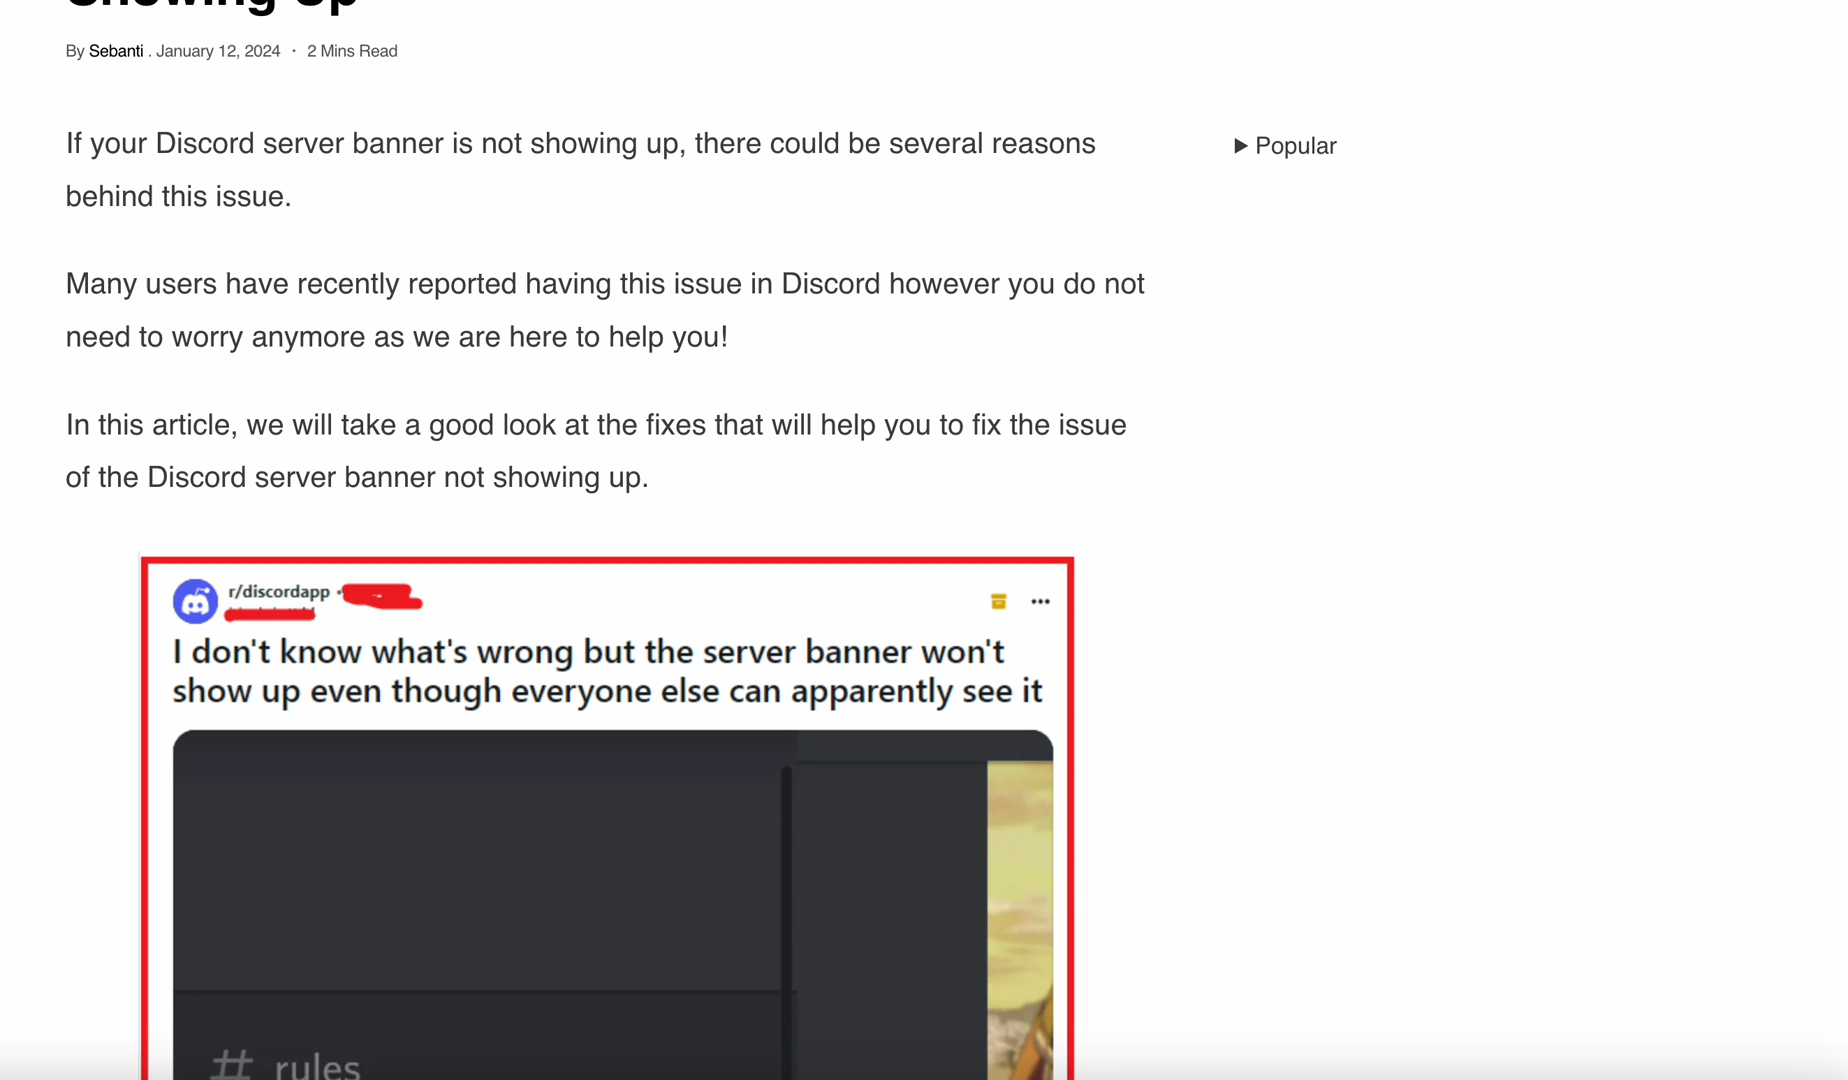 Showing Up
By Sebanti . January 12, 2024 · 2 Mins Read
If your Discord server banner is not showing up, there could be several reasons
behind this issue.
▶ Popular
Many users have recently reported having this issue in Discord however you do not
need to worry anymore as we are here to help you!
In this article, we will take a good look at the fixes that will help you to fix the issue
of the Discord server banner not showing up.
r/discordapp ·
I don't know what's wrong but the server banner won't
show up even though everyone else can apparently see it
# rules